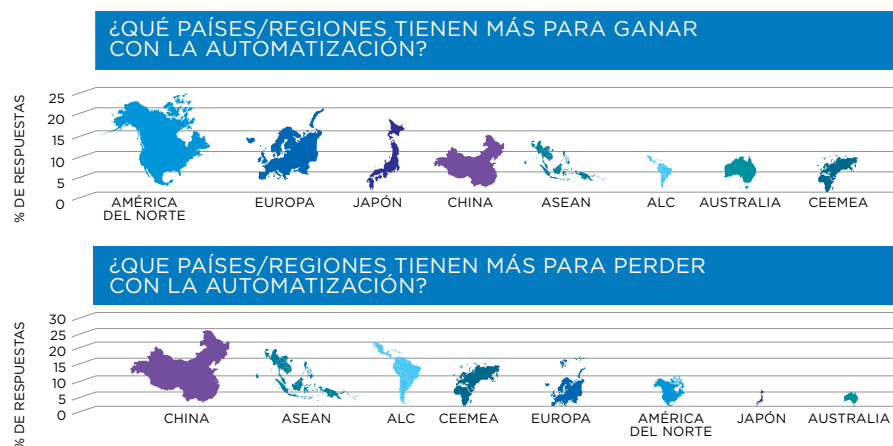 ¿QUÉ PAÍSES/REGIONES TIENEN MÁS PARA GANAR
CON LA AUTOMATIZACIÓN?
% DE RESPUESTAS
25
20
15
10
5
0
AMÉRICA
DEL NORTE
EUROPA
JAPÓN
CHINA
ASEAN
ALC
AUSTRALIA
CEEMEA
¿QUE PAÍSES/REGIONES TIENEN MÁS PARA PERDER
CON LA AUTOMATIZACIÓN?
% DE RESPUESTAS
30
25
20
15
10
5
0
CHINA
ASEAN
ALC
CEEMEA
EUROPA
AMÉRICA
DEL NORTE
JAPÓN
AUSTRALIA